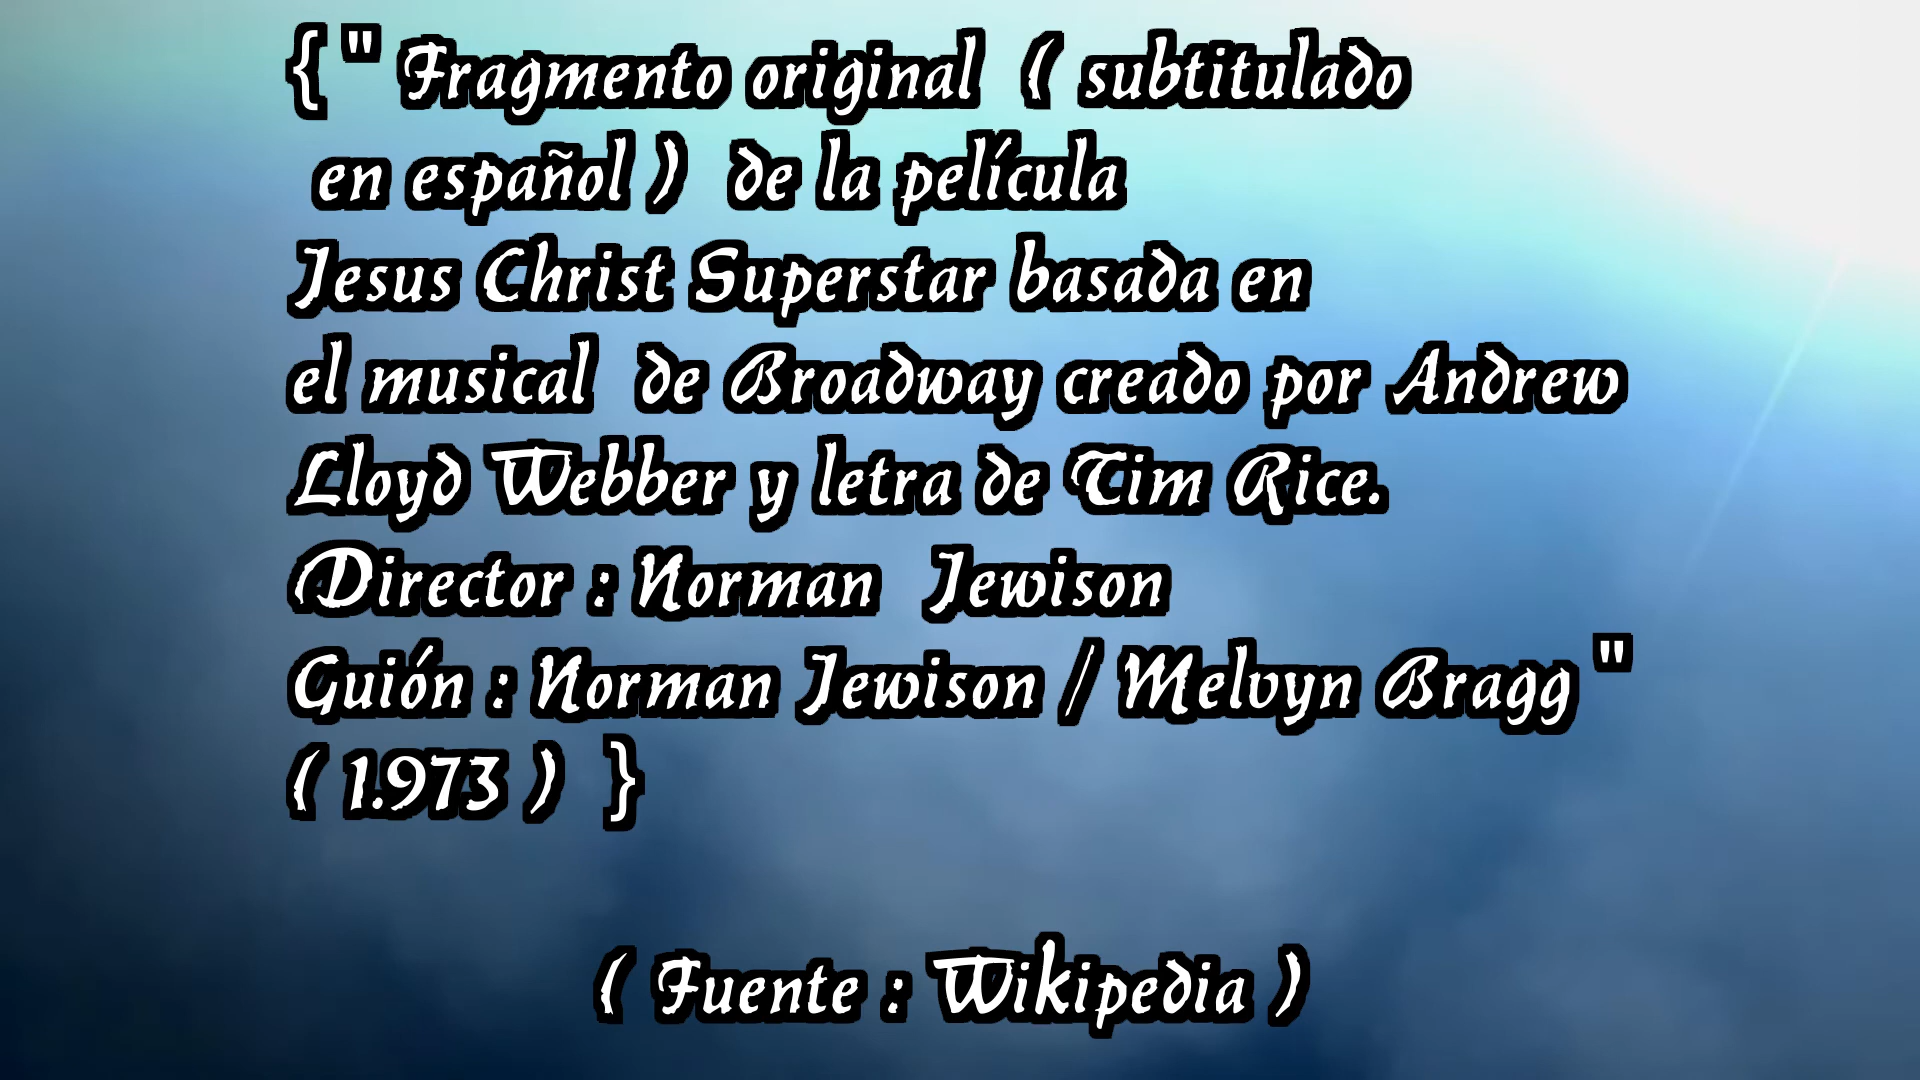 { " Fragmento original ( subtitulado
en español ) de la película
Jesus Christ Superstar basada en
el musical de Broadway creado por Andrew
Lloyd Webber y letra de Tim Rice.
Director : Norman Jewison
Guión : Norman Jewison / Melvyn Bragg "
( 1.973 ) }
( Fuente : Wikipedia )